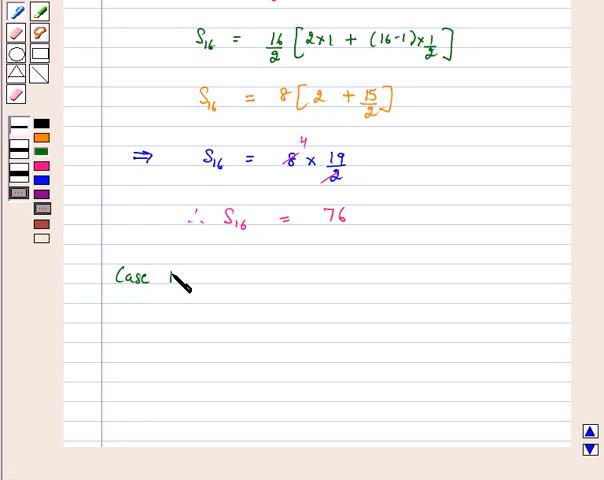 S₁₆ = 16/2 [2×1 + (16-1)×1/2]
S₁₆ = 8 [2 + 15/2]
⇒ S₁₆ = 8 4 × 19/2
∴ S₁₆ = 76
Case